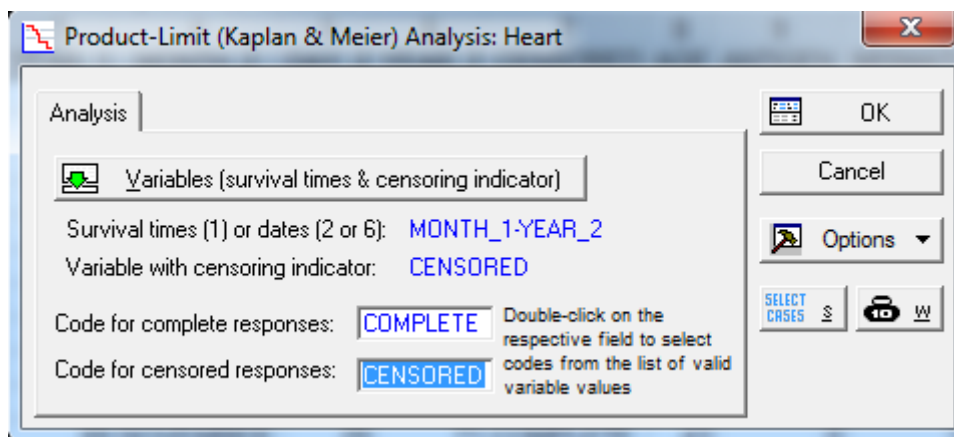 Product-Limit (Kaplan & Meier) Analysis: Heart
Analysis
Variables (survival times & censoring indicator)
Survival times (1) or dates (2 or 6): MONTH_1-YEAR_2
Variable with censoring indicator: CENSORED
Code for complete responses: COMPLETE
Code for censored responses: CENSORED
Double-click on the
respective field to select
codes from the list of valid
variable values
OK
Cancel
Options
SELECT
CASES S
W